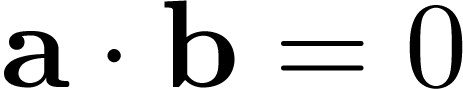 a · b = 0